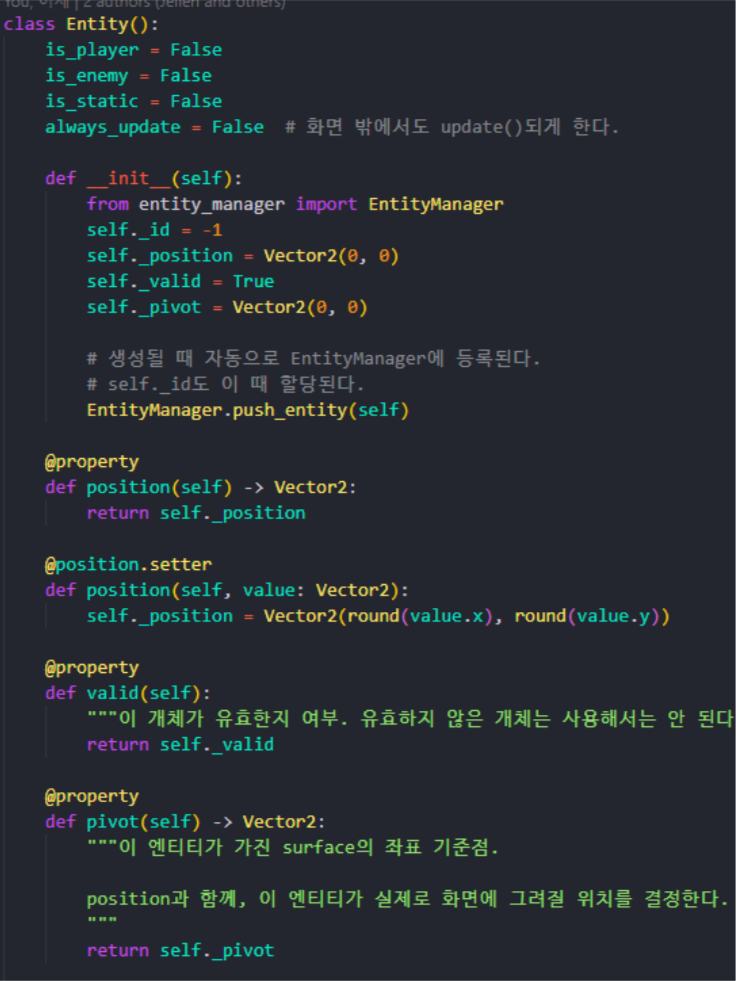 You, 어제 | 2 authors (Jellen and others)
class Entity():
    is_player = False
    is_enemy = False
    is_static = False
    always_update = False  # 화면 밖에서도 update()되게 한다.
    def __init__(self):
        from entity_manager import EntityManager
        self._id = -1
        self._position = Vector2(0, 0)
        self._valid = True
        self._pivot = Vector2(0, 0)
        # 생성될 때 자동으로 EntityManager에 등록된다.
        # self._id도 이 때 할당된다.
        EntityManager.push_entity(self)
    @property
    def position(self) -> Vector2:
        return self._position
    @position.setter
    def position(self, value: Vector2):
        self._position = Vector2(round(value.x), round(value.y))
    @property
    def valid(self):
        """이 개체가 유효한지 여부. 유효하지 않은 개체는 사용해서는 안 된다
        return self._valid
    @property
    def pivot(self) -> Vector2:
        """이 엔티티가 가진 surface의 좌표 기준점.
        position과 함께, 이 엔티티가 실제로 화면에 그려질 위치를 결정한다.
        """
        return self._pivot